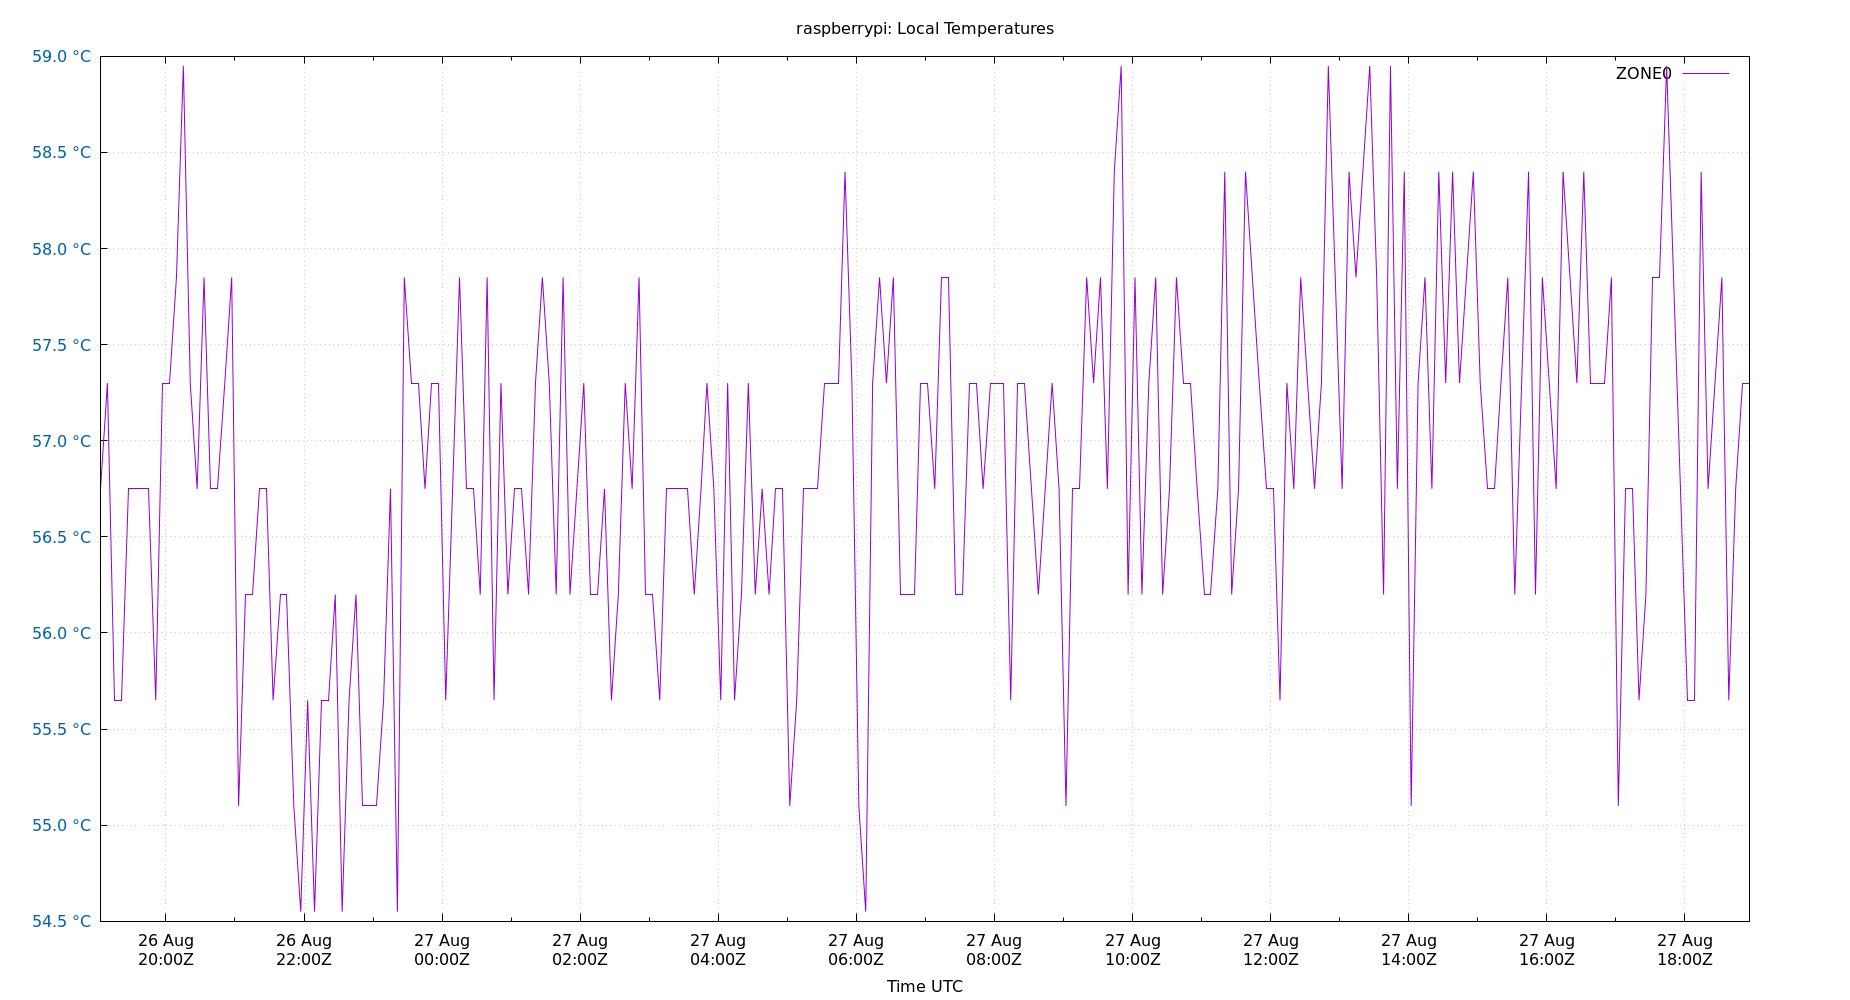 raspberrypi: Local Temperatures
59.0 °C
ZONE0
58.5 °C
58.0 °C
57.5 °C
57.0 °C
56.5 °C
56.0 °C
55.5 °C
55.0 °C
54.5 °C
26 Aug 26 Aug 27 Aug 27 Aug 27 Aug 27 Aug 27 Aug 27 Aug 27 Aug 27 Aug 27 Aug 27 Aug
20:00Z 22:00Z 00:00Z 02:00Z 04:00Z 06:00Z 08:00Z 10:00Z 12:00Z 14:00Z 16:00Z 18:00Z
Time UTC